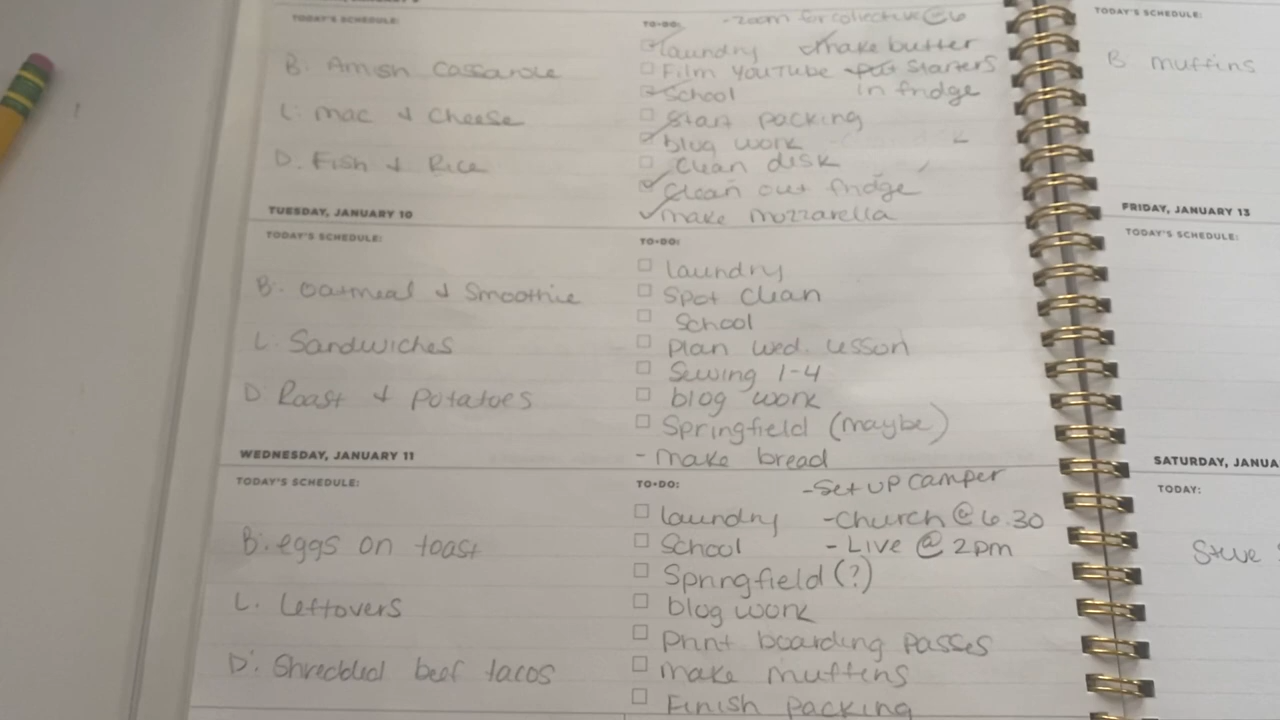 TODAY'S SCHEDULE:
B. Amish Cassarole
L. Mac & Cheese
D. Fish & Rice
TO-DO: -zoom for collective @ 6
laundry make butter
Film YouTube put starters
School in fridge
Start packing
blog work
Clean disk
Clean out fridge
make mozzarella
TUESDAY, JANUARY 10
TODAY'S SCHEDULE:
B. Oatmeal & Smoothie
L. Sandwiches
D. Roast & Potatoes
TO-DO:
laundry
Spot clean
School
plan wed. lesson
Sewing 1-4
blog work
Springfield (maybe)
- make bread
WEDNESDAY, JANUARY 11
TODAY'S SCHEDULE:
B. eggs on toast
L. Leftovers
D. Shredded beef tacos
TO-DO: -Set up camper
laundry -Church @ 6:30
School - Live @ 2pm
Springfield (?)
blog work
print boarding passes
make muffins
Finish packing
TODAY'S SCHEDULE:
B muffins
FRIDAY, JANUARY 13
TODAY'S SCHEDULE:
SATURDAY, JANUA
TODAY:
Steve